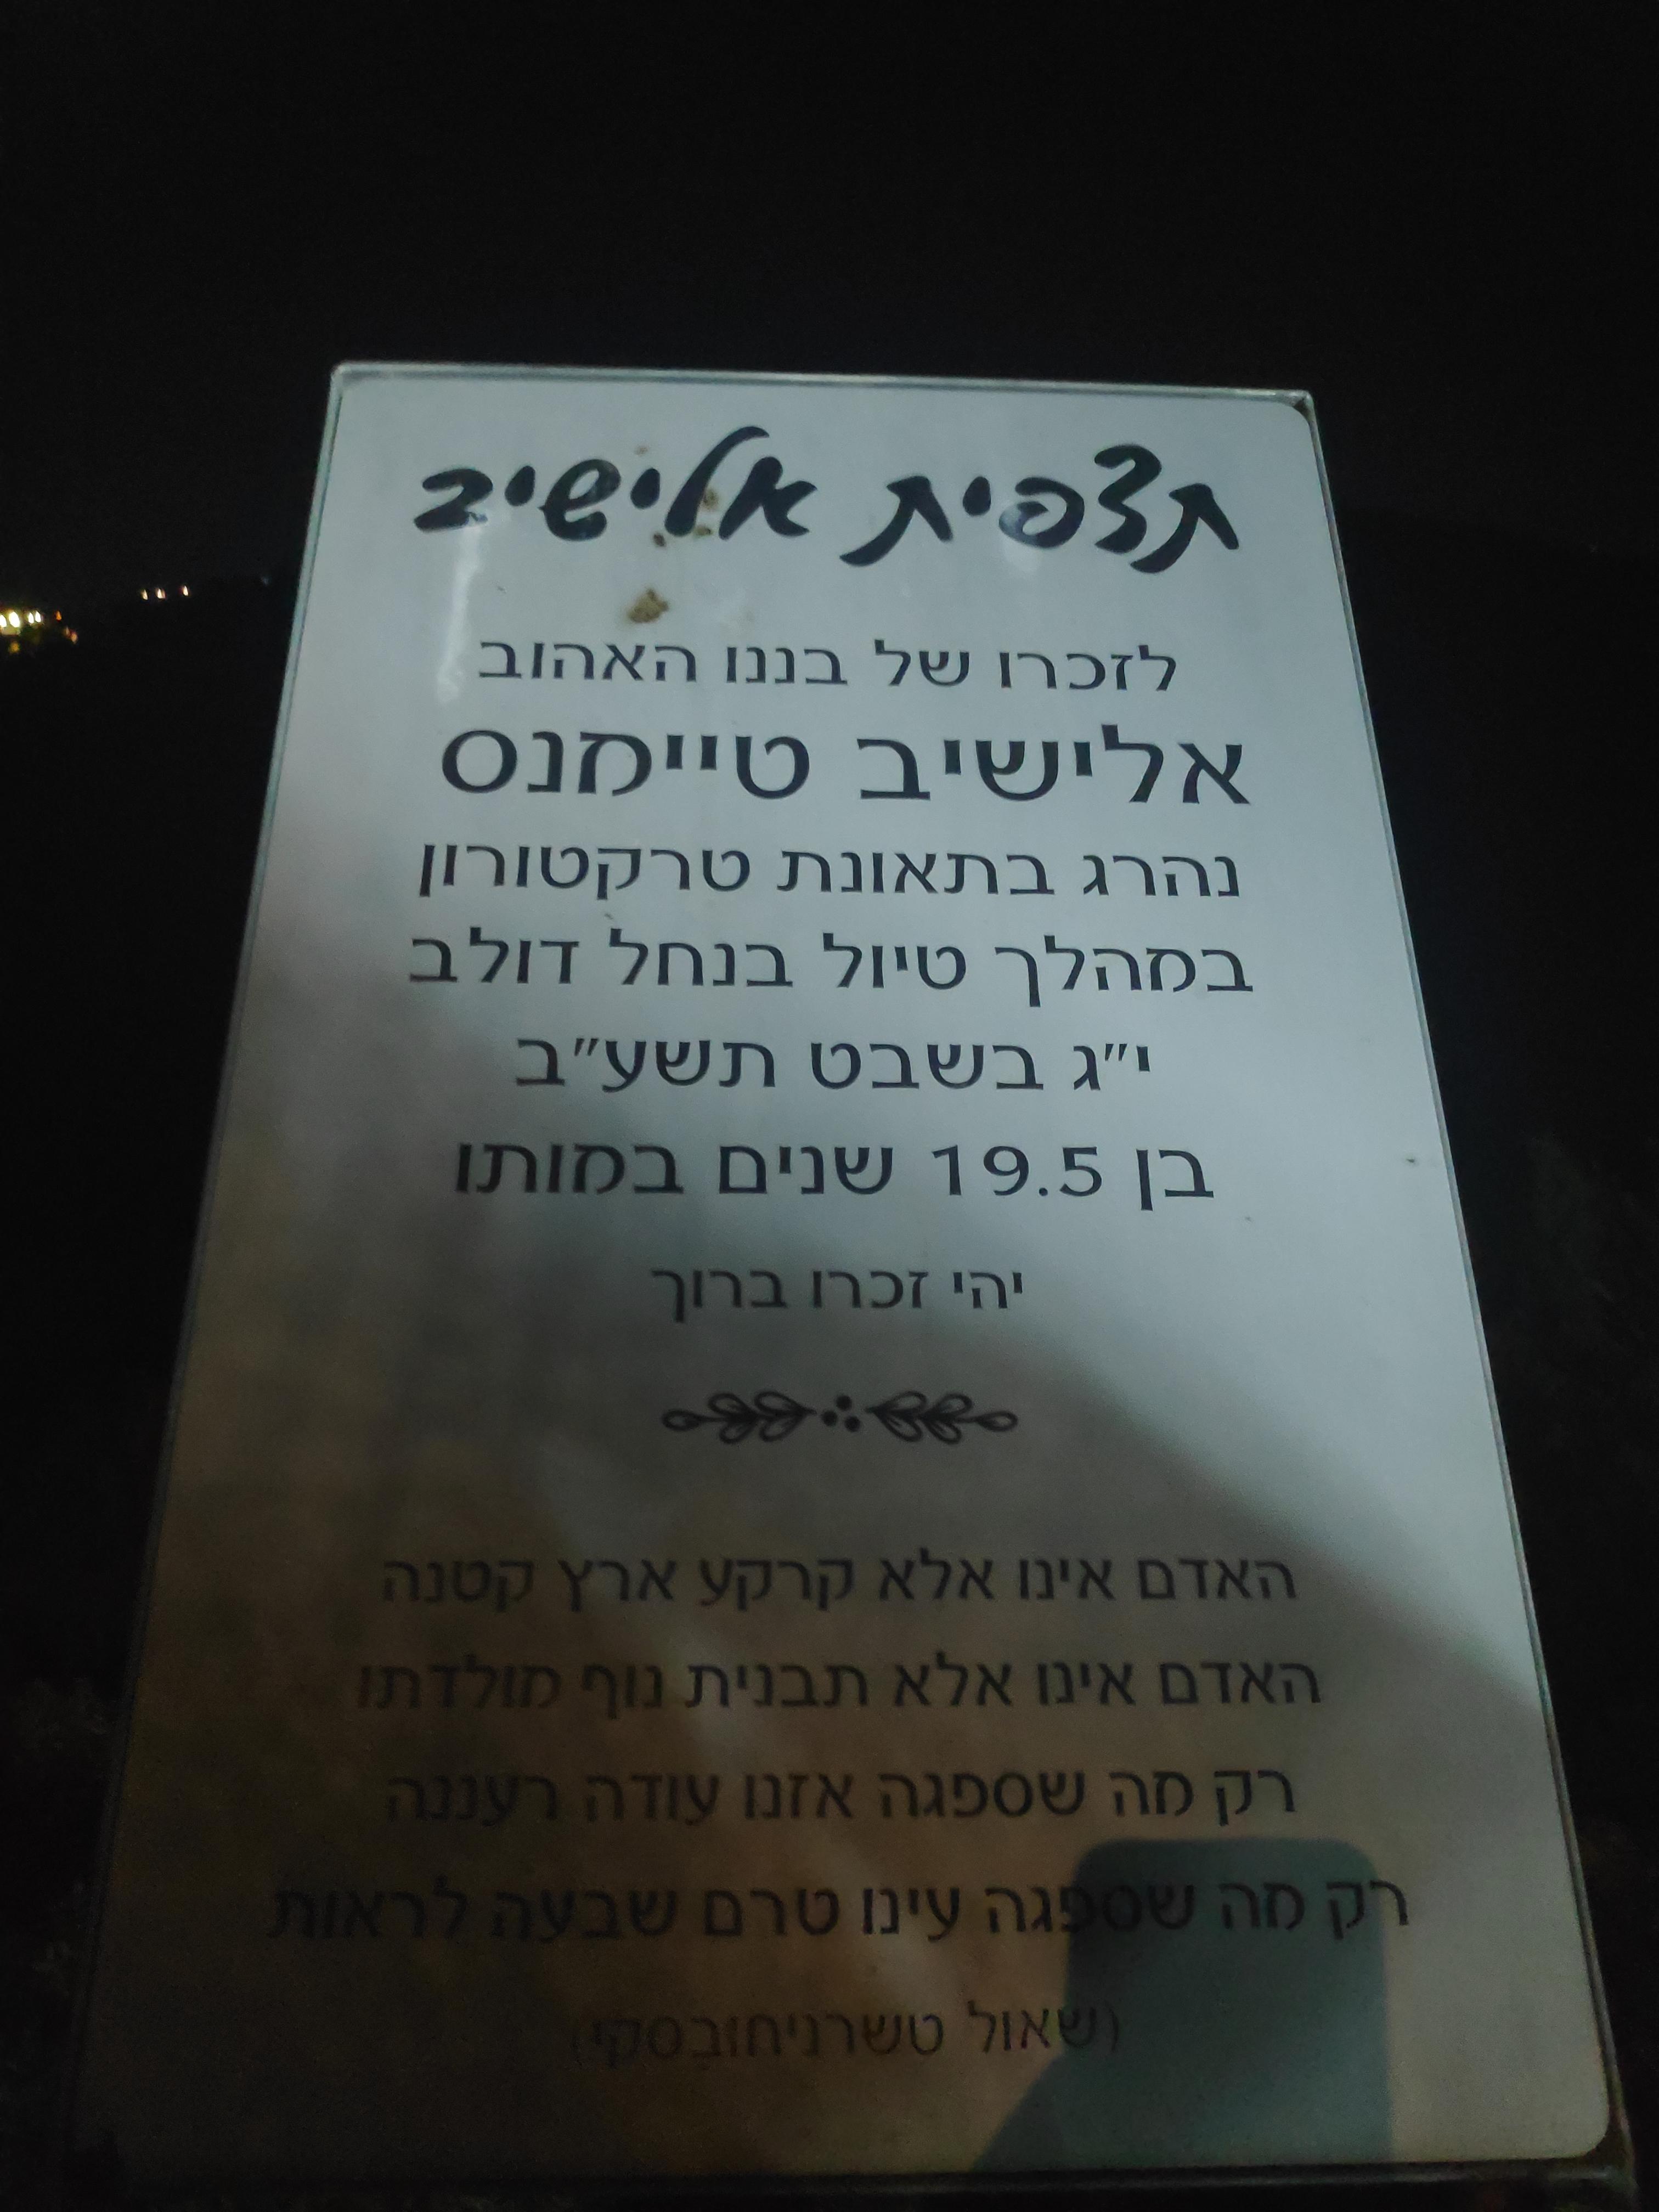 תצפית אלישיב
לזכרו של בננו האהוב
אלישיב טיימנס
נהרג בתאונת טרקטורון
במהלך טיול בנחל דולב
י״ג בשבט תשע״ב
בן 19.5 שנים במותו
יהי זכרו ברוך
האדם אינו אלא קרקע ארץ קטנה
האדם אינו אלא תבנית נוף מולדתו
רק מה שספגה אזנו עודה רעננה
רק מה שספגה עינו טרם שבעה לראות
(שאול טשרניחובסקי)